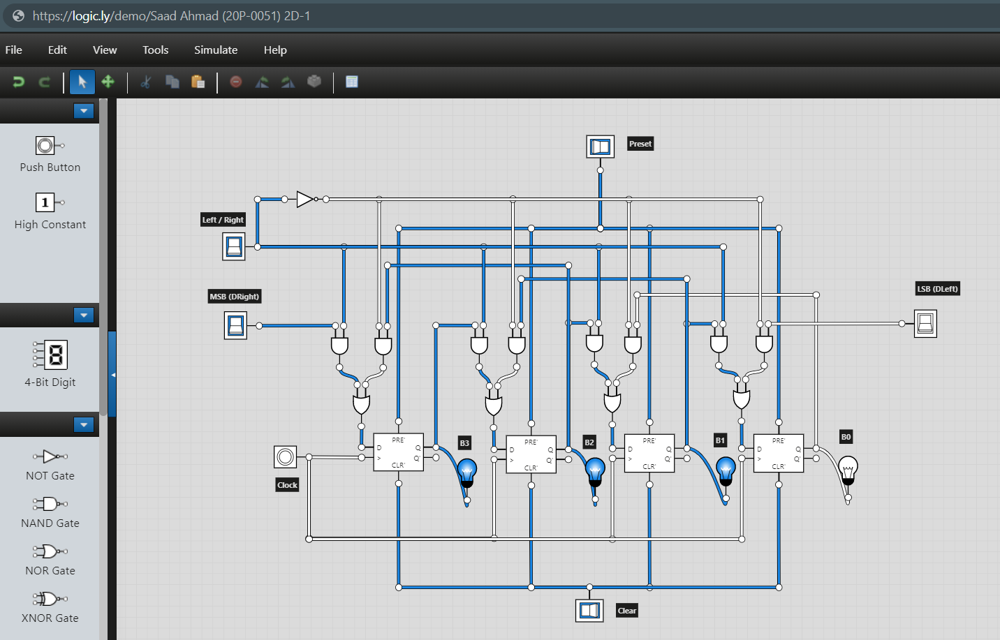 https://logic.ly/demo/Saad Ahmad (20P-0051) 2D-1
File Edit View Tools Simulate Help
Push Button
1
High Constant
8
4-Bit Digit
NOT Gate
NAND Gate
NOR Gate
XNOR Gate
Preset
Left / Right
MSB (DRight)
LSB (DLeft)
PRE'
D Q
> Q'
CLR'
B3
PRE'
D Q
> Q'
CLR'
B2
PRE'
D Q
> Q'
CLR'
B1
PRE'
D Q
> Q'
CLR'
B0
Clock
Clear